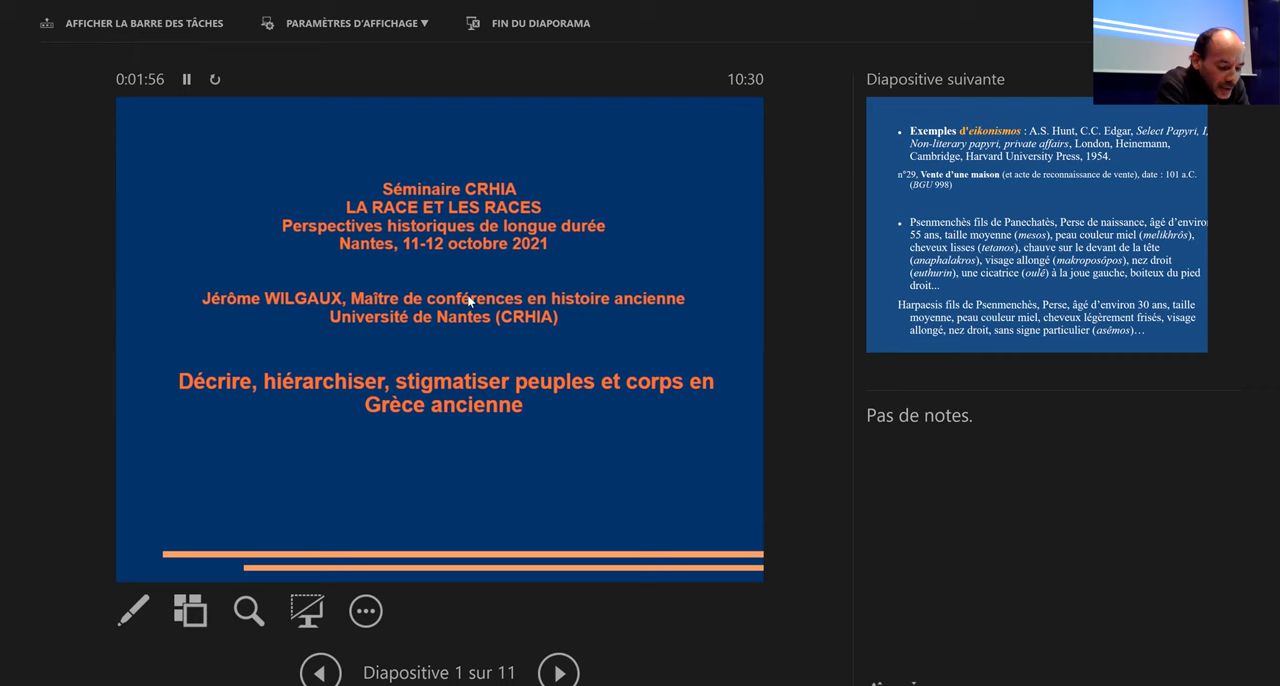 AFFICHER LA BARRE DES TÂCHES
PARAMÈTRES D'AFFICHAGE ▼
FIN DU DIAPORAMA
0:01:56
10:30
Séminaire CRHIA
LA RACE ET LES RACES
Perspectives historiques de longue durée
Nantes, 11-12 octobre 2021
Jérôme WILGAUX, Maître de conférences en histoire ancienne
Université de Nantes (CRHIA)
Décrire, hiérarchiser, stigmatiser peuples et corps en
Grèce ancienne
Diapositive 1 sur 11
Diapositive suivante
• Exemples d'eikonismos : A.S. Hunt, C.C. Edgar, Select Papyri, I,
Non-literary papyri, private affairs, London, Heinemann,
Cambridge, Harvard University Press, 1954.
n°29, Vente d'une maison (et acte de reconnaissance de vente), date : 101 a.C.
(BGU 998)
• Psenmenchès fils de Panechatès, Perse de naissance, âgé d'enviro
55 ans, taille moyenne (mesos), peau couleur miel (melikhrôs),
cheveux lisses (tetanos), chauve sur le devant de la tête
(anaphalakros), visage allongé (makroposôpos), nez droit
(euthurin), une cicatrice (oulê) à la joue gauche, boiteux du pied
droit...
Harpaesis fils de Psenmenchès, Perse, âgé d'environ 30 ans, taille
moyenne, peau couleur miel, cheveux légèrement frisés, visage
allongé, nez droit, sans signe particulier (asêmos)…
Pas de notes.